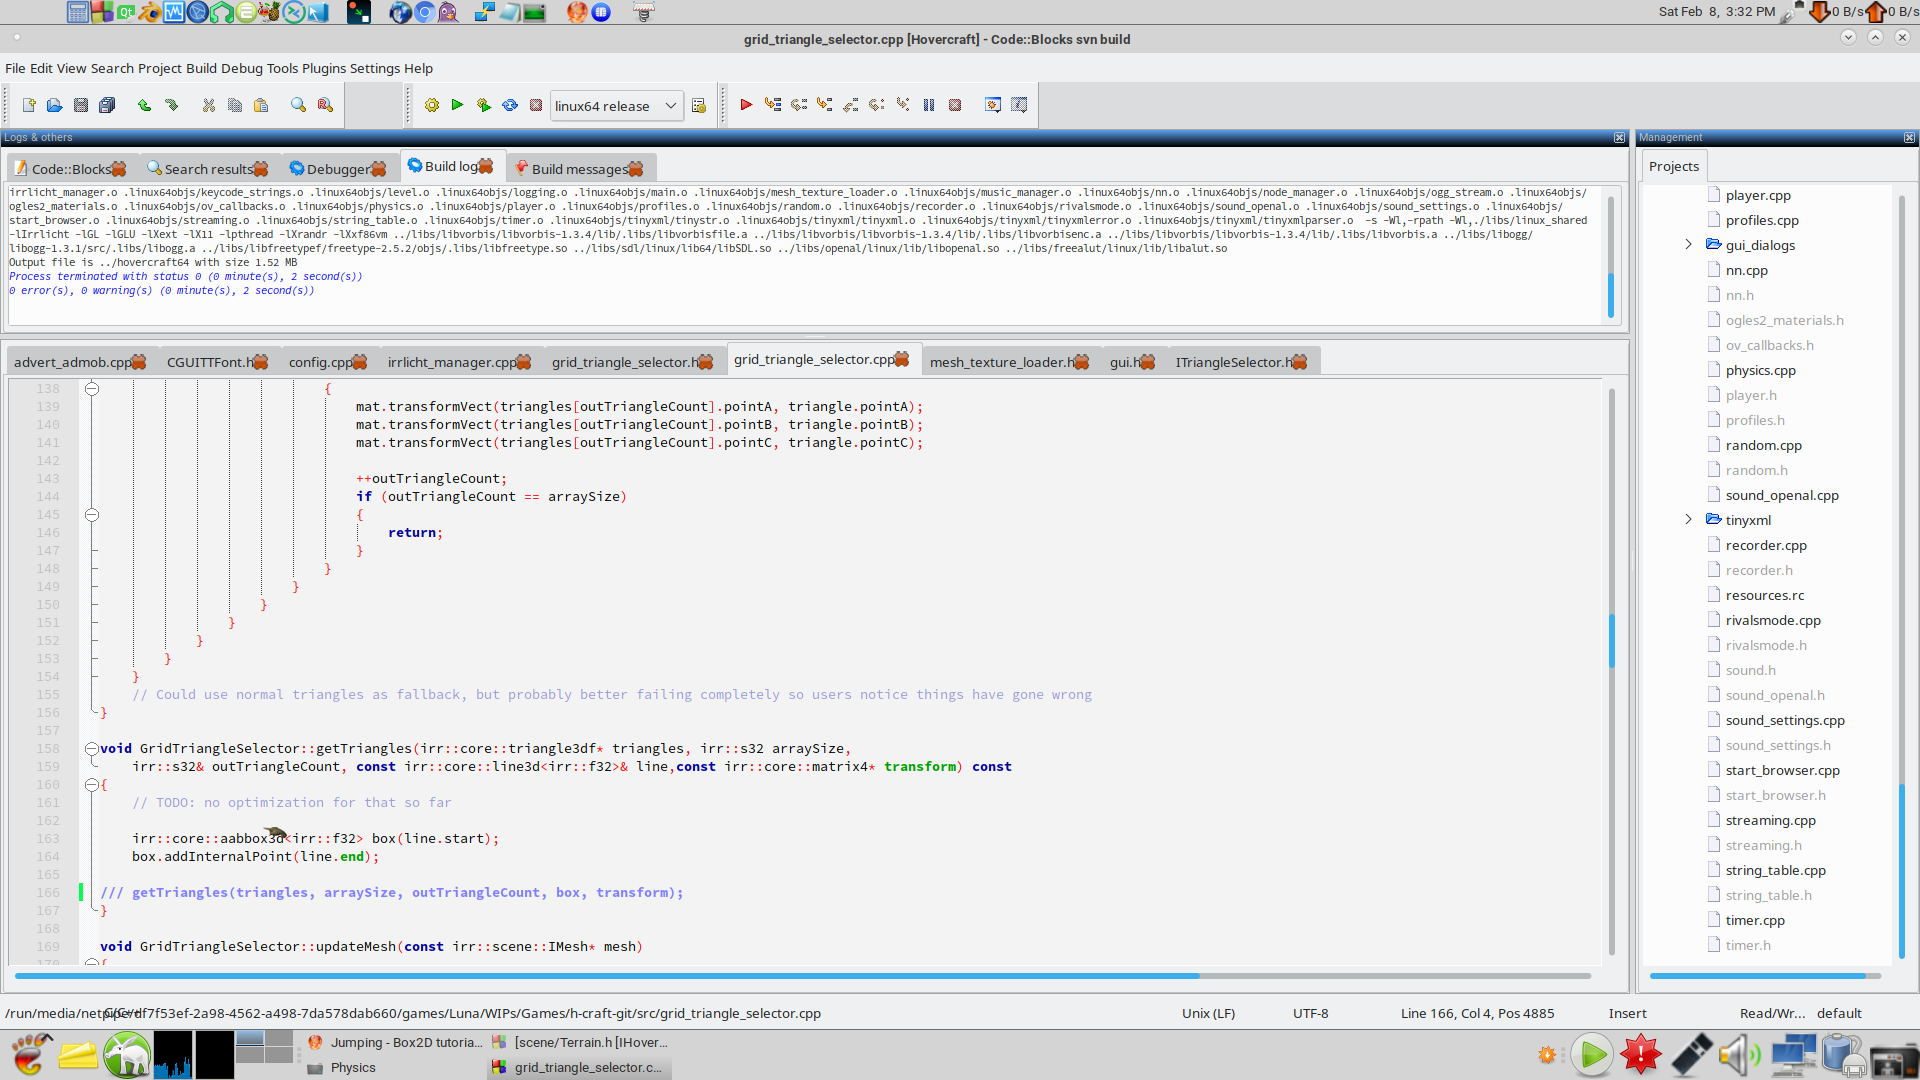 Sat Feb 8, 3:32 PM 0 B/s 0 B/s
grid_triangle_selector.cpp [Hovercraft] - Code::Blocks svn build
File Edit View Search Project Build Debug Tools Plugins Settings Help
linux64 release
Logs & others
Management
Code::Blocks Search results Debugger Build log Build messages
Projects
irrlicht_manager.o .linux64objs/keycode_strings.o .linux64objs/level.o .linux64objs/logging.o .linux64objs/main.o .linux64objs/mesh_texture_loader.o .linux64objs/music_manager.o .linux64objs/nn.o .linux64objs/node_manager.o .linux64objs/ogg_stream.o .linux64objs/
ogles2_materials.o .linux64objs/ov_callbacks.o .linux64objs/physics.o .linux64objs/player.o .linux64objs/profiles.o .linux64objs/random.o .linux64objs/recorder.o .linux64objs/rivalsmode.o .linux64objs/sound_openal.o .linux64objs/sound_settings.o .linux64objs/
start_browser.o .linux64objs/streaming.o .linux64objs/string_table.o .linux64objs/timer.o .linux64objs/tinyxml/tinystr.o .linux64objs/tinyxml/tinyxml.o .linux64objs/tinyxml/tinyxmlerror.o .linux64objs/tinyxml/tinyxmlparser.o -s -Wl,-rpath -Wl,./libs/linux_shared
-lIrrlicht -lGL -lGLU -lXext -lX11 -lpthread -lXrandr -lXxf86vm ../libs/libvorbis/libvorbis-1.3.4/lib/.libs/libvorbisfile.a ../libs/libvorbis/libvorbis-1.3.4/lib/.libs/libvorbisenc.a ../libs/libvorbis/libvorbis-1.3.4/lib/.libs/libvorbis.a ../libs/libogg/
libogg-1.3.1/src/.libs/libogg.a ../libs/libfreetypef/freetype-2.5.2/objs/.libs/libfreetype.so ../libs/sdl/linux/lib64/libSDL.so ../libs/openal/linux/lib/libopenal.so ../libs/freealut/linux/lib/libalut.so
Output file is ../hovercraft64 with size 1.52 MB
Process terminated with status 0 (0 minute(s), 2 second(s))
0 error(s), 0 warning(s) (0 minute(s), 2 second(s))
advert_admob.cpp CGUITTFont.h config.cpp irrlicht_manager.cpp grid_triangle_selector.h grid_triangle_selector.cpp mesh_texture_loader.h gui.h ITriangleSelector.h
138 {
139 mat.transformVect(triangles[outTriangleCount].pointA, triangle.pointA);
140 mat.transformVect(triangles[outTriangleCount].pointB, triangle.pointB);
141 mat.transformVect(triangles[outTriangleCount].pointC, triangle.pointC);
142
143 ++outTriangleCount;
144 if (outTriangleCount == arraySize)
145 {
146 return;
147 }
148 }
149 }
150 }
151 }
152 }
153 }
154 }
155 // Could use normal triangles as fallback, but probably better failing completely so users notice things have gone wrong
156 }
157
158 void GridTriangleSelector::getTriangles(irr::core::triangle3df* triangles, irr::s32 arraySize,
159 irr::s32& outTriangleCount, const irr::core::line3d<irr::f32>& line,const irr::core::matrix4* transform) const
160 {
161 // TODO: no optimization for that so far
162
163 irr::core::aabbox3d<irr::f32> box(line.start);
164 box.addInternalPoint(line.end);
165
166 /// getTriangles(triangles, arraySize, outTriangleCount, box, transform);
167 }
168
169 void GridTriangleSelector::updateMesh(const irr::scene::IMesh* mesh)
170 {
player.cpp
profiles.cpp
gui_dialogs
nn.cpp
nn.h
ogles2_materials.h
ov_callbacks.h
physics.cpp
player.h
profiles.h
random.cpp
random.h
sound_openal.cpp
tinyxml
recorder.cpp
recorder.h
resources.rc
rivalsmode.cpp
rivalsmode.h
sound.h
sound_openal.h
sound_settings.cpp
sound_settings.h
start_browser.cpp
start_browser.h
streaming.cpp
streaming.h
string_table.cpp
string_table.h
timer.cpp
timer.h
Unix (LF) UTF-8 Line 166, Col 4, Pos 4885 Insert Read/Wr... default
Jumping - Box2D tutoria... [scene/Terrain.h [IHover...
Physics grid_triangle_selector.c...